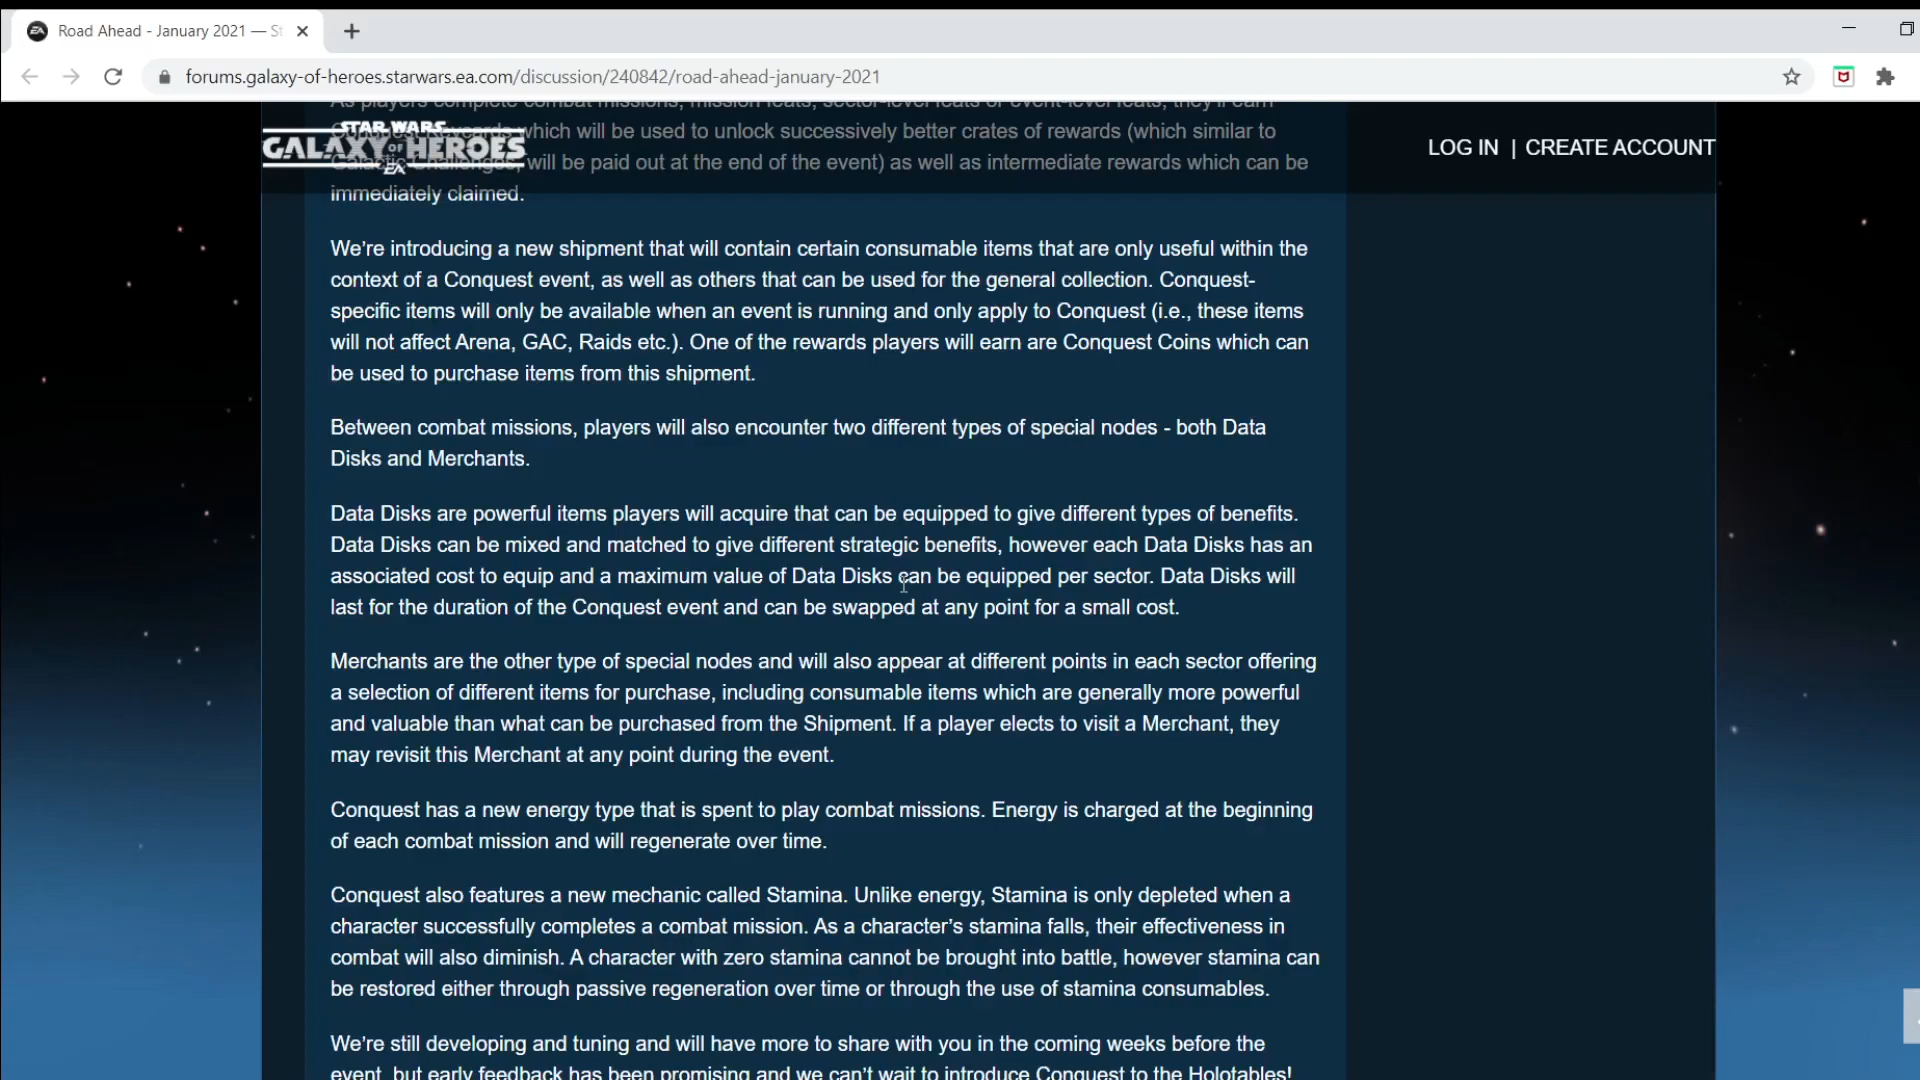 Road Ahead - January 2021 — St
forums.galaxy-of-heroes.starwars.ea.com/discussion/240842/road-ahead-january-2021
As players complete combat missions, mission feats, sector-level feats or event-level feats, they'll earn
STAR WARS
GALAXY OF HEROES
EA
LOG IN | CREATE ACCOUNT
Conquest Keycards which will be used to unlock successively better crates of rewards (which similar to
Galactic Challenges, will be paid out at the end of the event) as well as intermediate rewards which can be
immediately claimed.
We're introducing a new shipment that will contain certain consumable items that are only useful within the
context of a Conquest event, as well as others that can be used for the general collection. Conquest-
specific items will only be available when an event is running and only apply to Conquest (i.e., these items
will not affect Arena, GAC, Raids etc.). One of the rewards players will earn are Conquest Coins which can
be used to purchase items from this shipment.
Between combat missions, players will also encounter two different types of special nodes - both Data
Disks and Merchants.
Data Disks are powerful items players will acquire that can be equipped to give different types of benefits.
Data Disks can be mixed and matched to give different strategic benefits, however each Data Disks has an
associated cost to equip and a maximum value of Data Disks can be equipped per sector. Data Disks will
last for the duration of the Conquest event and can be swapped at any point for a small cost.
Merchants are the other type of special nodes and will also appear at different points in each sector offering
a selection of different items for purchase, including consumable items which are generally more powerful
and valuable than what can be purchased from the Shipment. If a player elects to visit a Merchant, they
may revisit this Merchant at any point during the event.
Conquest has a new energy type that is spent to play combat missions. Energy is charged at the beginning
of each combat mission and will regenerate over time.
Conquest also features a new mechanic called Stamina. Unlike energy, Stamina is only depleted when a
character successfully completes a combat mission. As a character's stamina falls, their effectiveness in
combat will also diminish. A character with zero stamina cannot be brought into battle, however stamina can
be restored either through passive regeneration over time or through the use of stamina consumables.
We're still developing and tuning and will have more to share with you in the coming weeks before the
event, but early feedback has been promising and we can't wait to introduce Conquest to the Holotables!